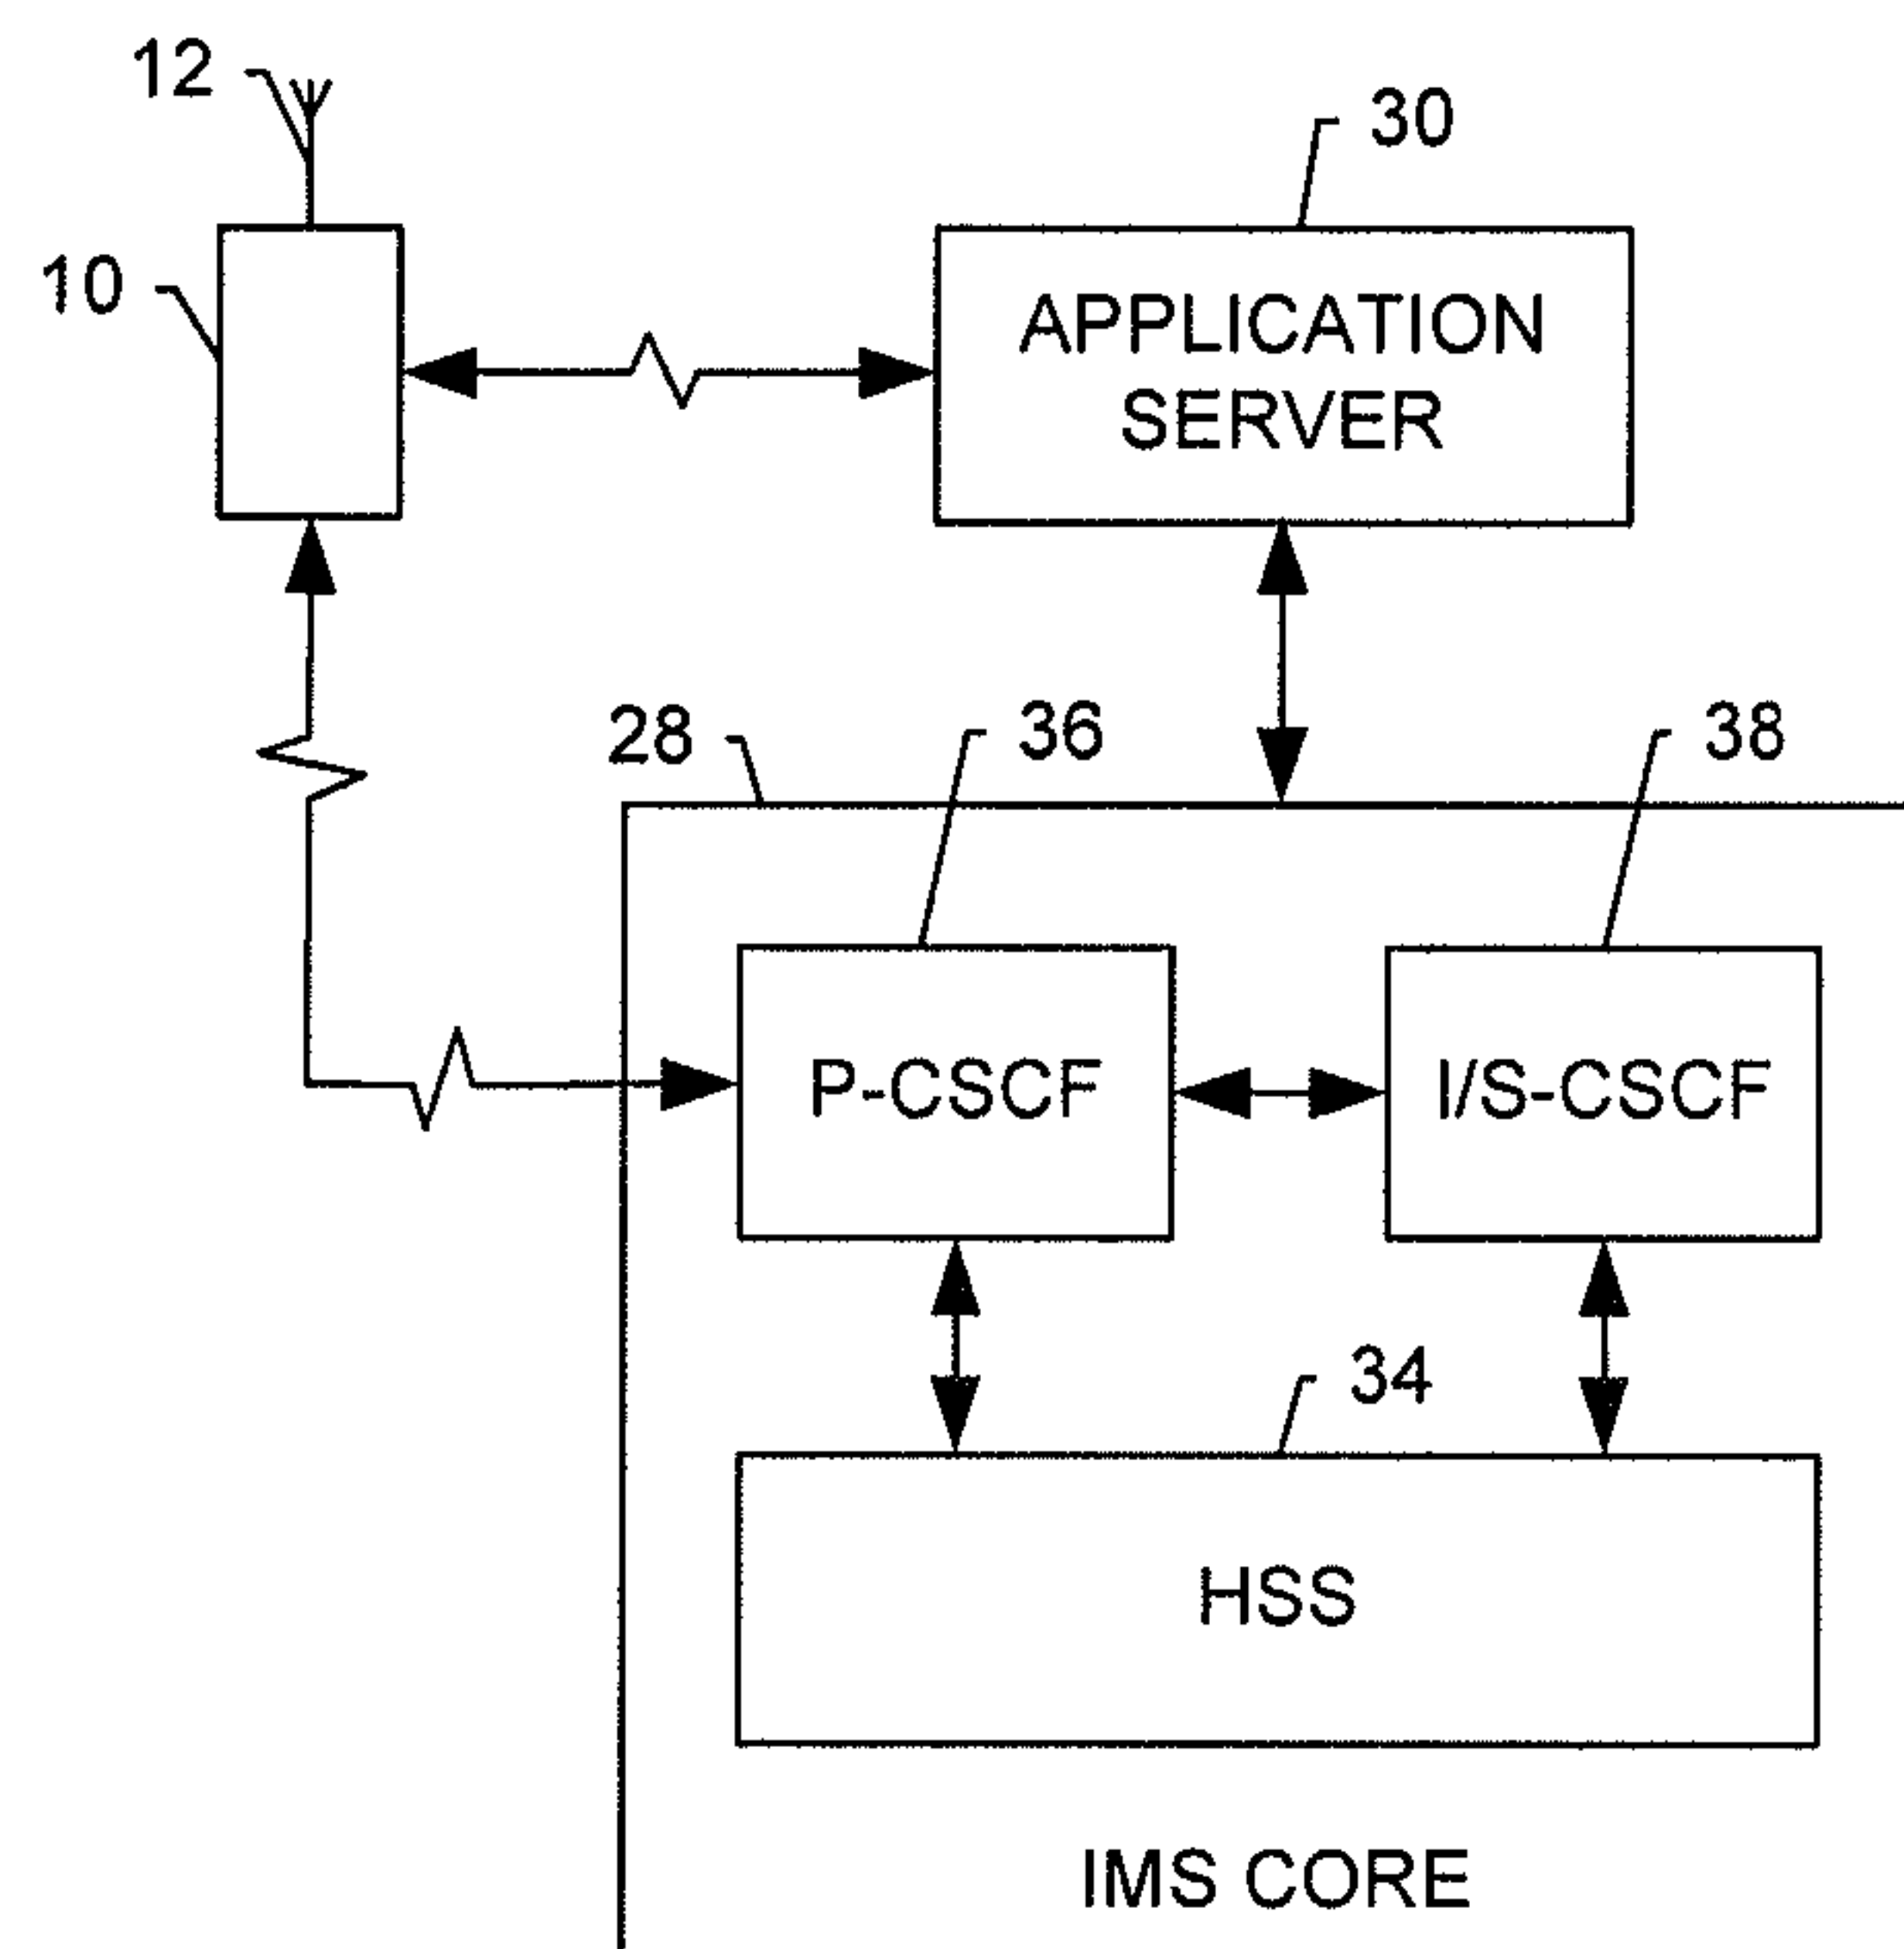 12
30
10
APPLICATION
SERVER
28
36
38
P-CSCF
I/S-CSCF
34
HSS
IMS CORE